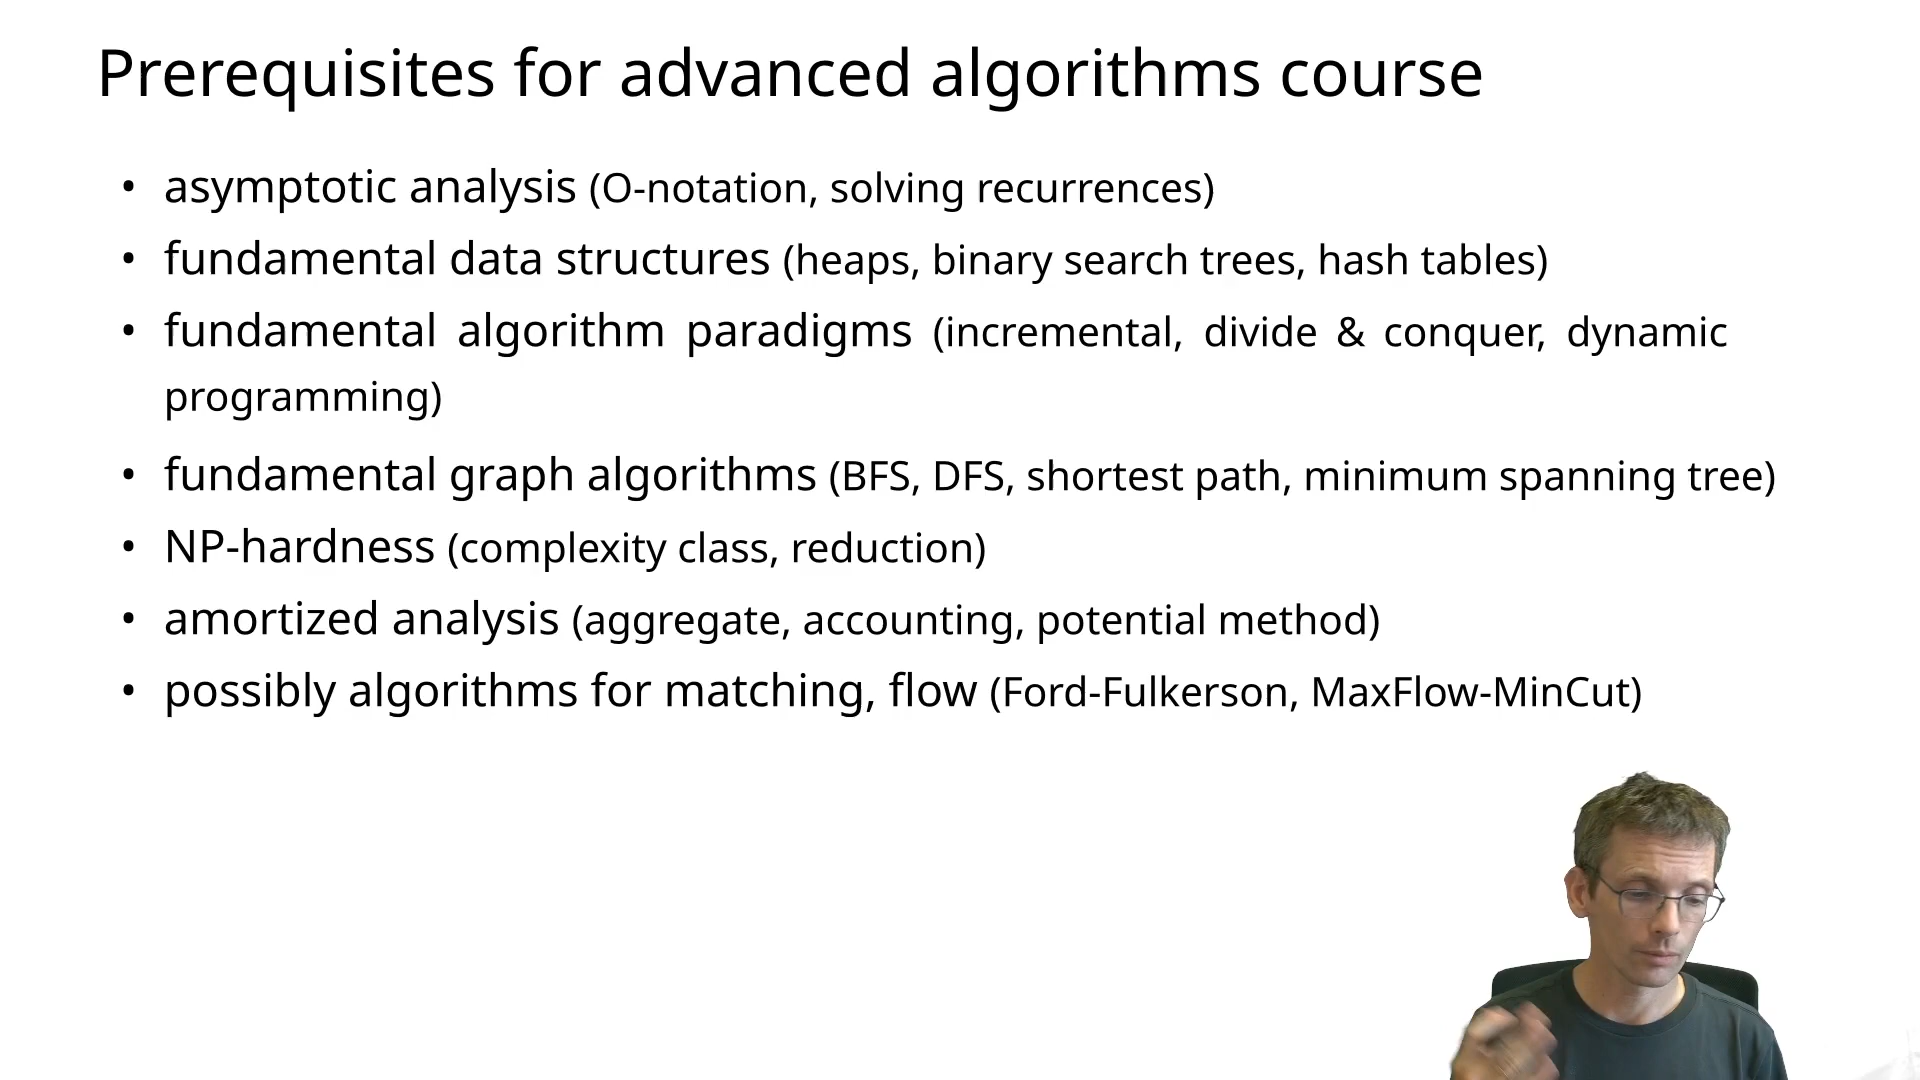 Prerequisites for advanced algorithms course
• asymptotic analysis (O-notation, solving recurrences)
• fundamental data structures (heaps, binary search trees, hash tables)
• fundamental algorithm paradigms (incremental, divide & conquer, dynamic
programming)
• fundamental graph algorithms (BFS, DFS, shortest path, minimum spanning tree)
• NP-hardness (complexity class, reduction)
• amortized analysis (aggregate, accounting, potential method)
• possibly algorithms for matching, flow (Ford-Fulkerson, MaxFlow-MinCut)